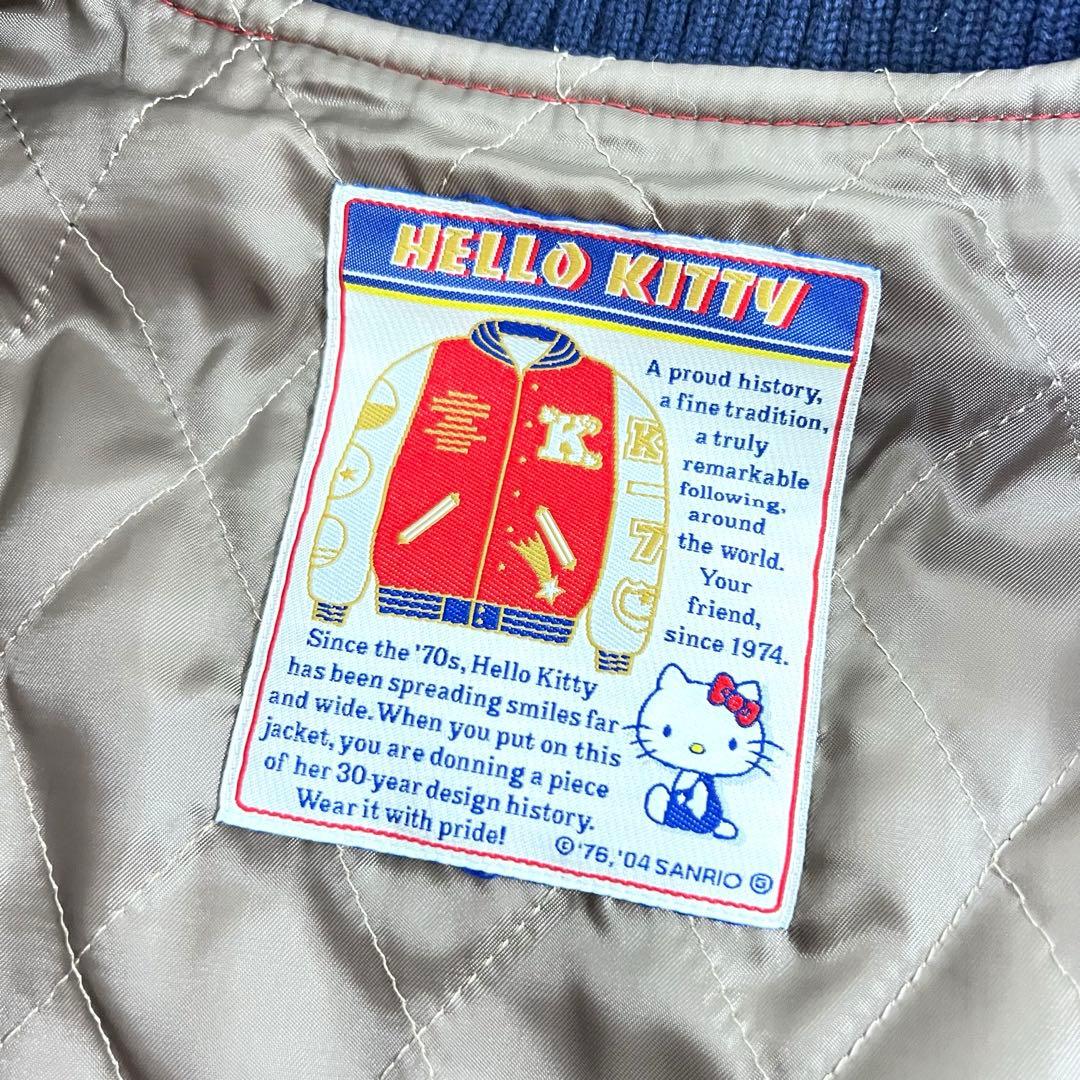 HELLO KITTY
A proud history,
a fine tradition,
a truly
remarkable
following,
around
the world.
Your
friend,
since 1974.
K
K
7
Since the '70s, Hello Kitty
has been spreading smiles far
and wide. When you put on this
jacket, you are donning a piece
of her 30-year design history.
Wear it with pride!
©'76,'04 SANRIO Ⓖ